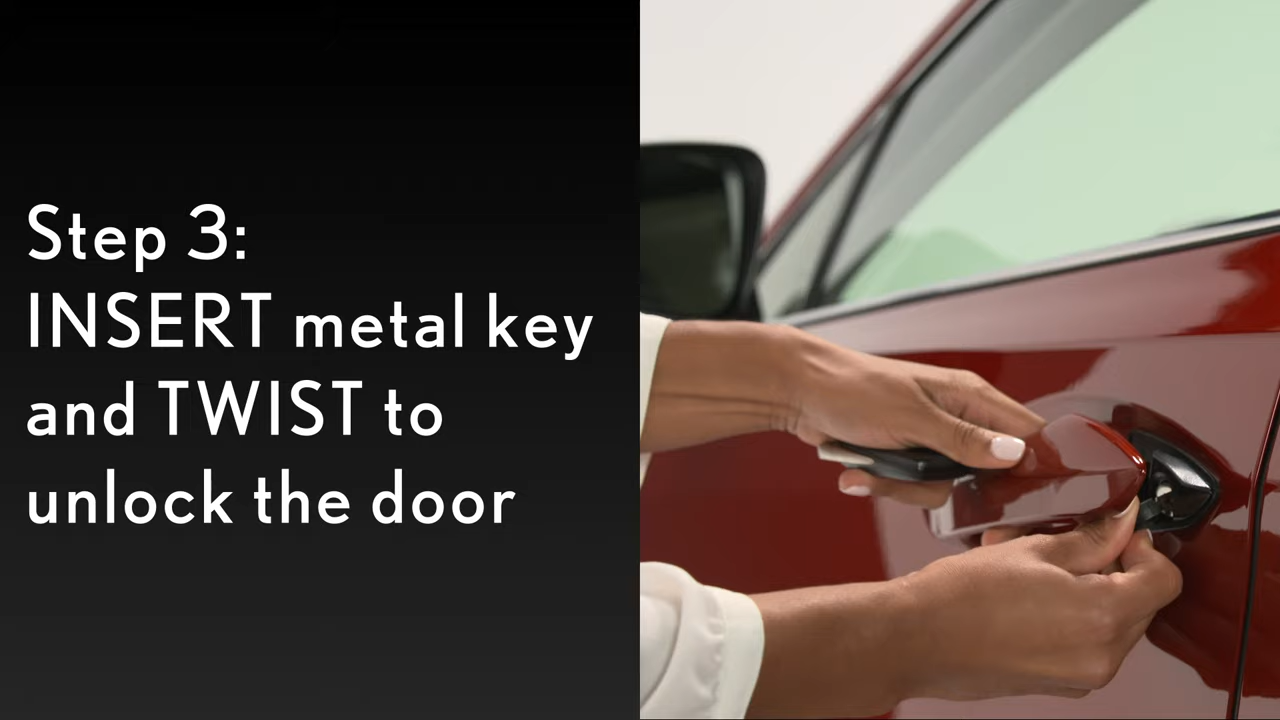 Step 3:
INSERT metal key
and TWIST to
unlock the door